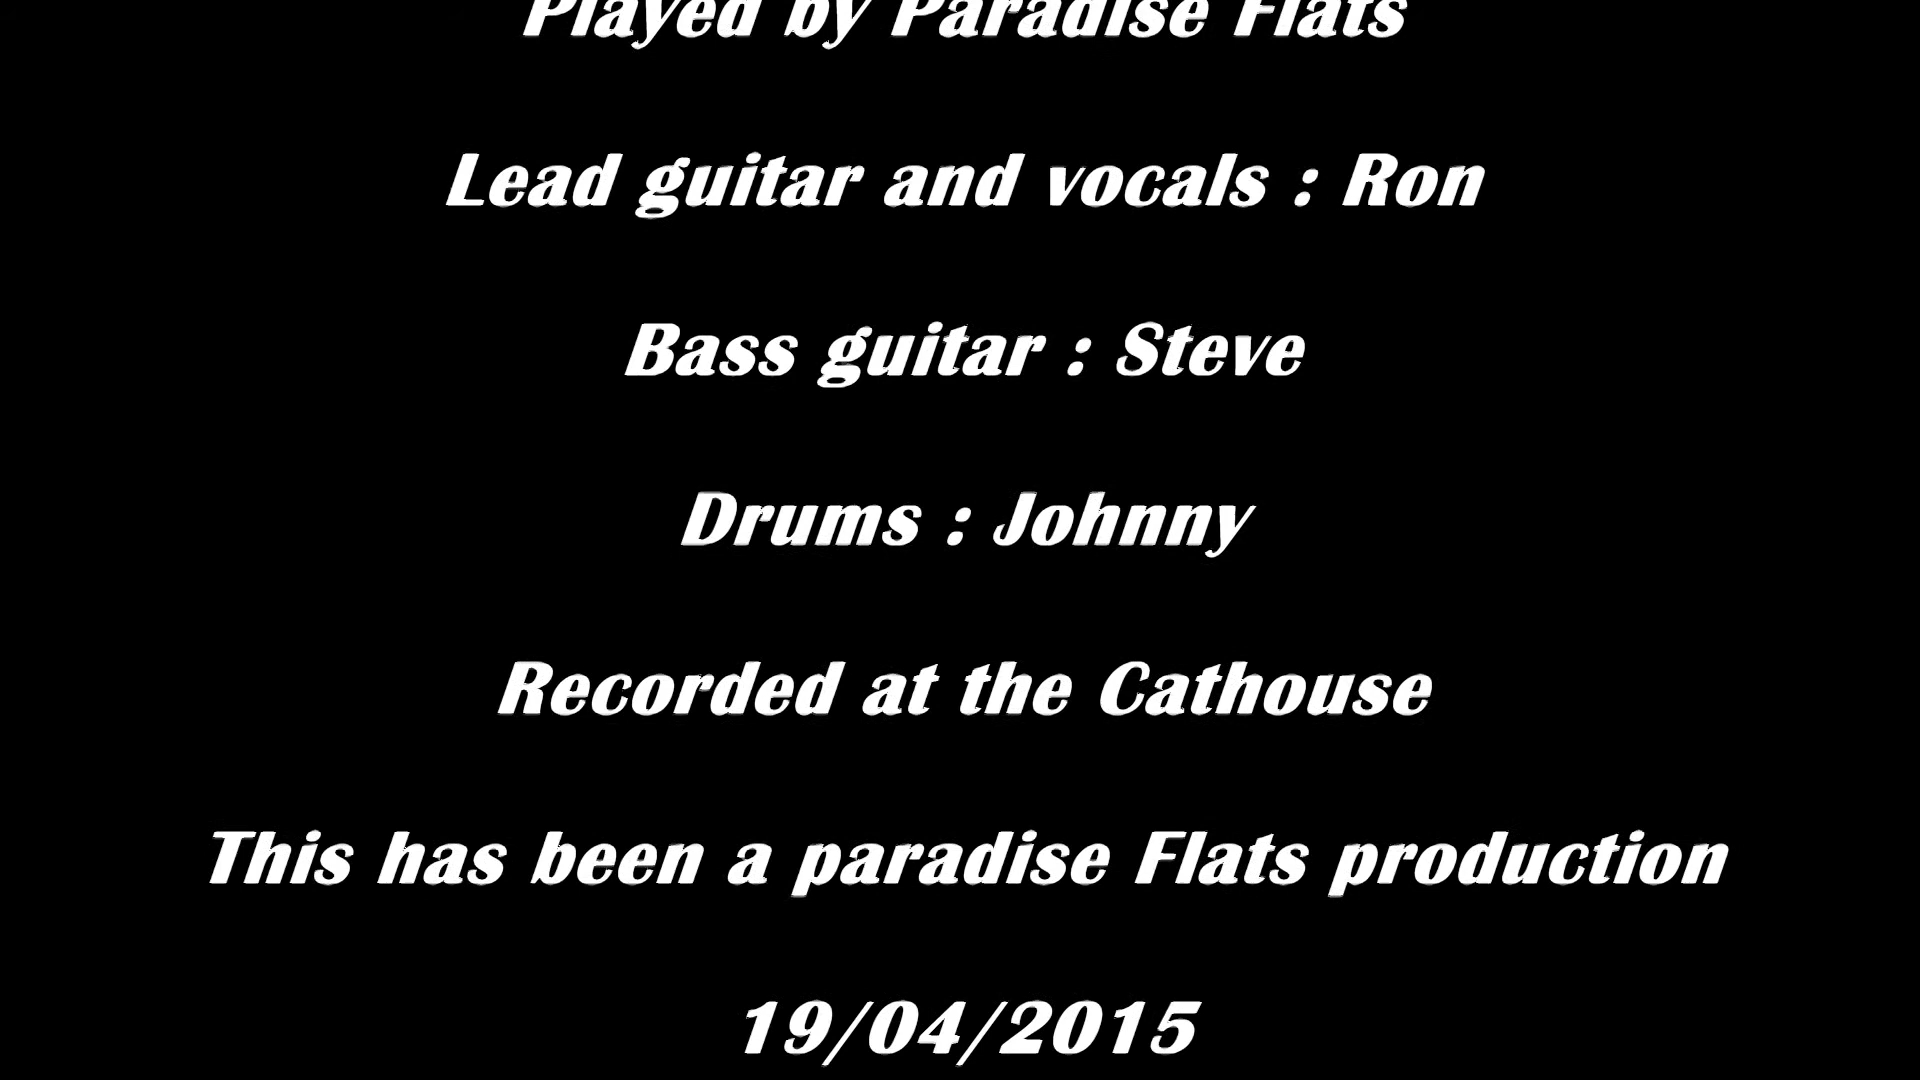 Played by Paradise Flats
Lead guitar and vocals : Ron
Bass guitar : Steve
Drums : Johnny
Recorded at the Cathouse
This has been a paradise Flats production
19/04/2015